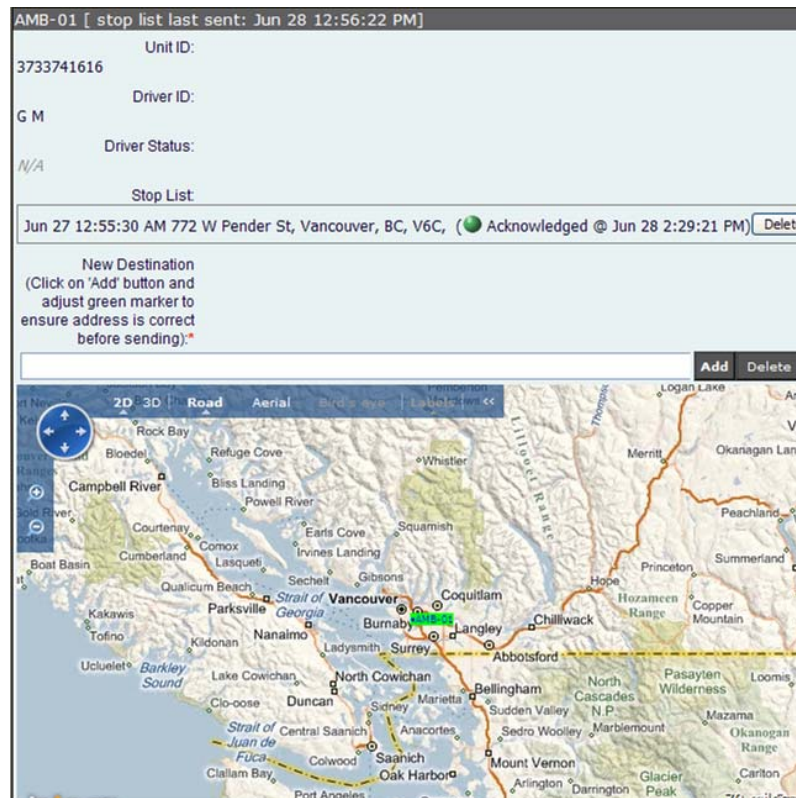 AMB-01 [ stop list last sent: Jun 28 12:56:22 PM]
Unit ID:
3733741616
Driver ID:
G M
Driver Status:
N/A
Stop List:
Jun 27 12:55:30 AM 772 W Pender St, Vancouver, BC, V6C, ( Acknowledged @ Jun 28 2:29:21 PM) Delet
New Destination
(Click on 'Add' button and
adjust green marker to
ensure address is correct
before sending):*
Add Delete
2D 3D Road Aerial Bird's eye Labels <<
Logan Lake
Rock Bay
Bloedel Refuge Cove Whistler Merritt Okanagan Lan
Lillooet Range
Campbell River Bliss Landing
Powell River Peachland
Courtenay Earls Cove Squamish
Cumberland Comox Irvines Landing Princeton Summerland
Boat Basin Lasqueti
Qualicum Beach Sechelt Gibsons Hope
Parksville Strait of Georgia Vancouver Coquitlam Hozameen Range Copper Mountain
Kakawis Burnaby AMB-01 Langley Chilliwack
Tofino Kildonan Nanaimo
Ladysmith Surrey Abbotsford
Ucluelet Barkley Sound Lake Cowichan North Cowichan Bellingham North Cascades N.P. Pasayten Wilderness Loomis
Clo-oose Duncan Sidney Marietta Sudden Valley Mazama
Strait of Juan de Fuca Central Saanich Anacortes Sedro Woolley Marblemount Okanogan Range
Colwood Saanich Mount Vernon
Clallam Bay Oak Harbor Glacier Peak Carlton
Port Angeles Arlington Darrington